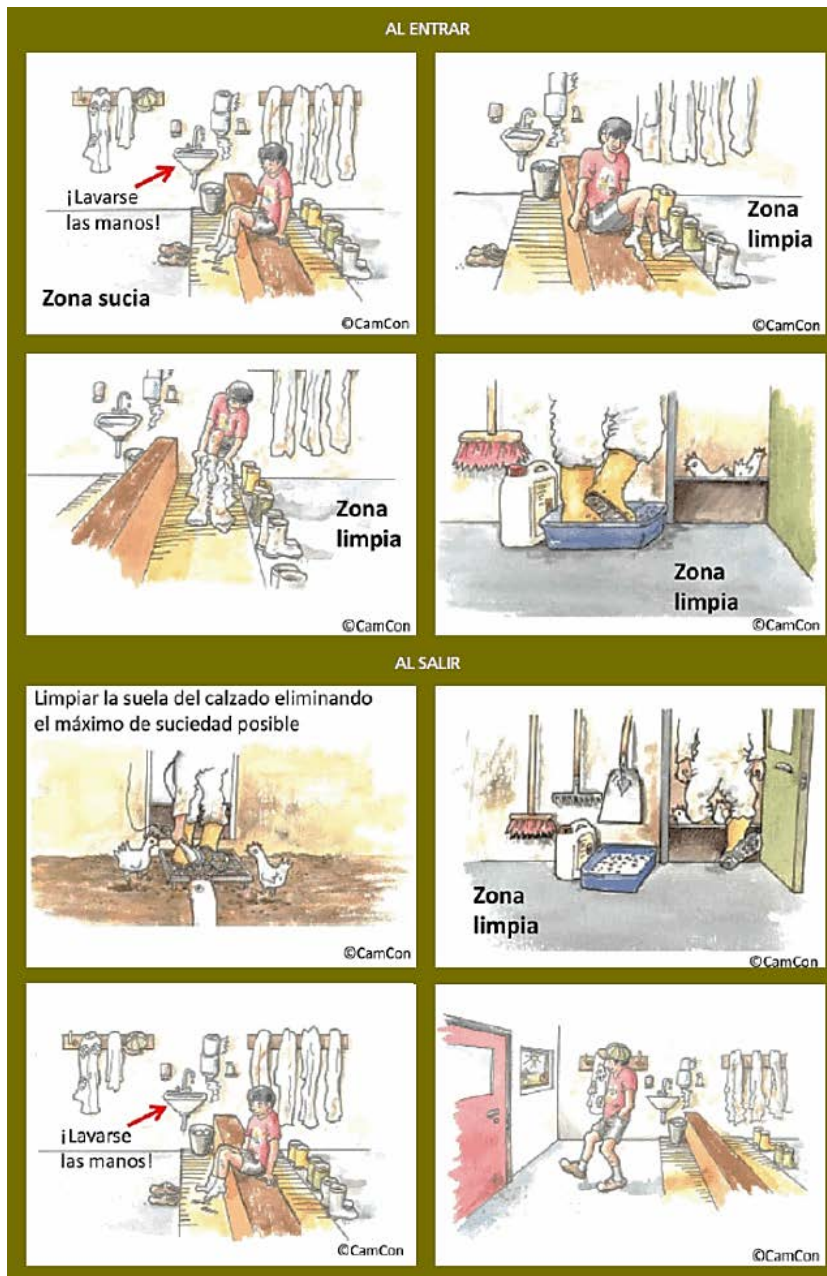 AL ENTRAR
¡Lavarse
las manos!
Zona sucia
©CamCon
Zona
limpia
©CamCon
Zona
limpia
©CamCon
Zona
limpia
©CamCon
AL SALIR
Limpiar la suela del calzado eliminando
el máximo de suciedad posible
©CamCon
Zona
limpia
©CamCon
¡Lavarse
las manos!
©CamCon
©CamCon